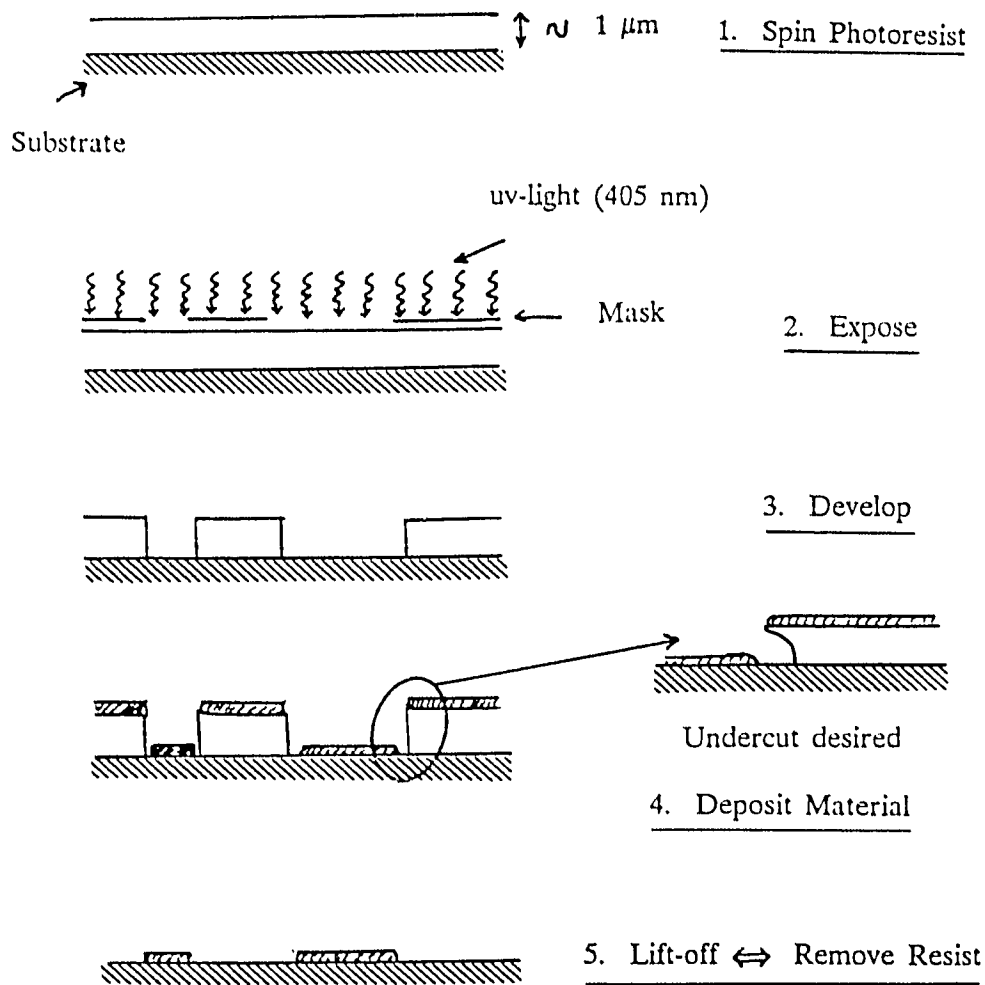 ~ 1 μm
1. Spin Photoresist
Substrate
uv-light (405 nm)
Mask
2. Expose
3. Develop
Undercut desired
4. Deposit Material
5. Lift-off ⇔ Remove Resist